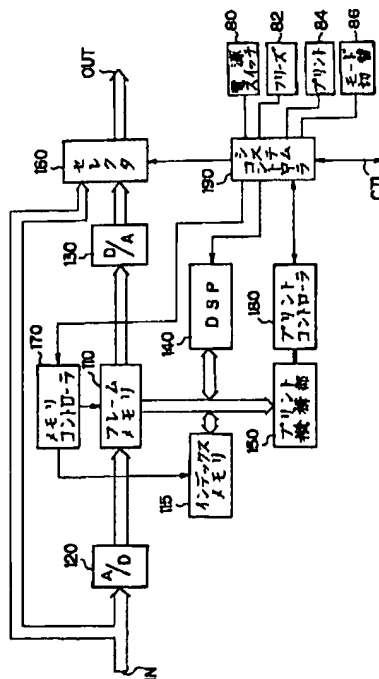 IN
120
A/D
170
メモリ
コントローラ
110
フレーム
メモリ
115
インデックス
メモリ
130
D/A
160
セレクタ
OUT
140
DSP
150
プリント
機構部
180
プリント
コントローラ
190
システム
コントローラ
CTL
80
電源
スイッチ
82
フリーズ
84
プリント
86
モード
切替